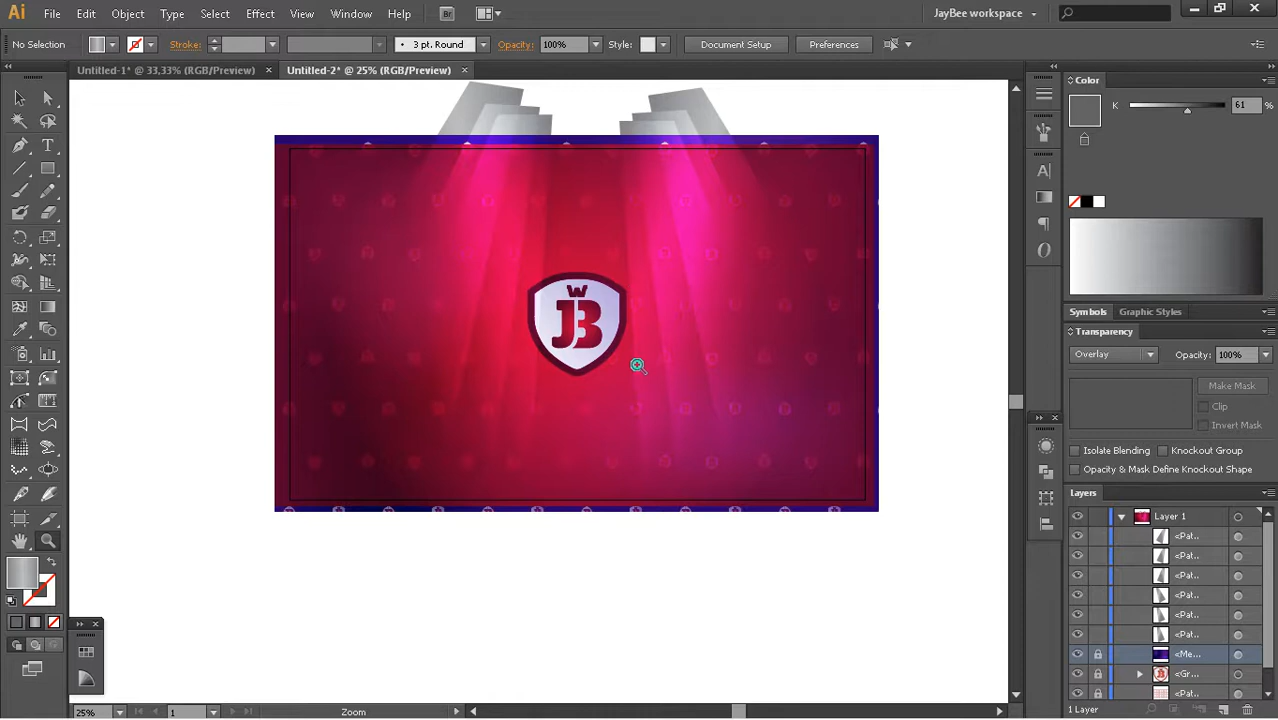 Ai File Edit Object Type Select Effect View Window Help Br JayBee workspace
No Selection Stroke: 3 pt. Round Opacity: 100% Style: Document Setup Preferences
Untitled-1* @ 33,33% (RGB/Preview) × Untitled-2* @ 25% (RGB/Preview) ×
Color
K 61 %
W
JB
Symbols Graphic Styles
Transparency
Overlay Opacity: 100%
Make Mask
Clip
Invert Mask
Isolate Blending Knockout Group
Opacity & Mask Define Knockout Shape
Layers
Layer 1
<Pat..
<Pat..
<Pat..
<Pat..
<Pat..
<Pat..
<Me...
<Gr...
<Pat..
25% 1 Zoom 1 Layer